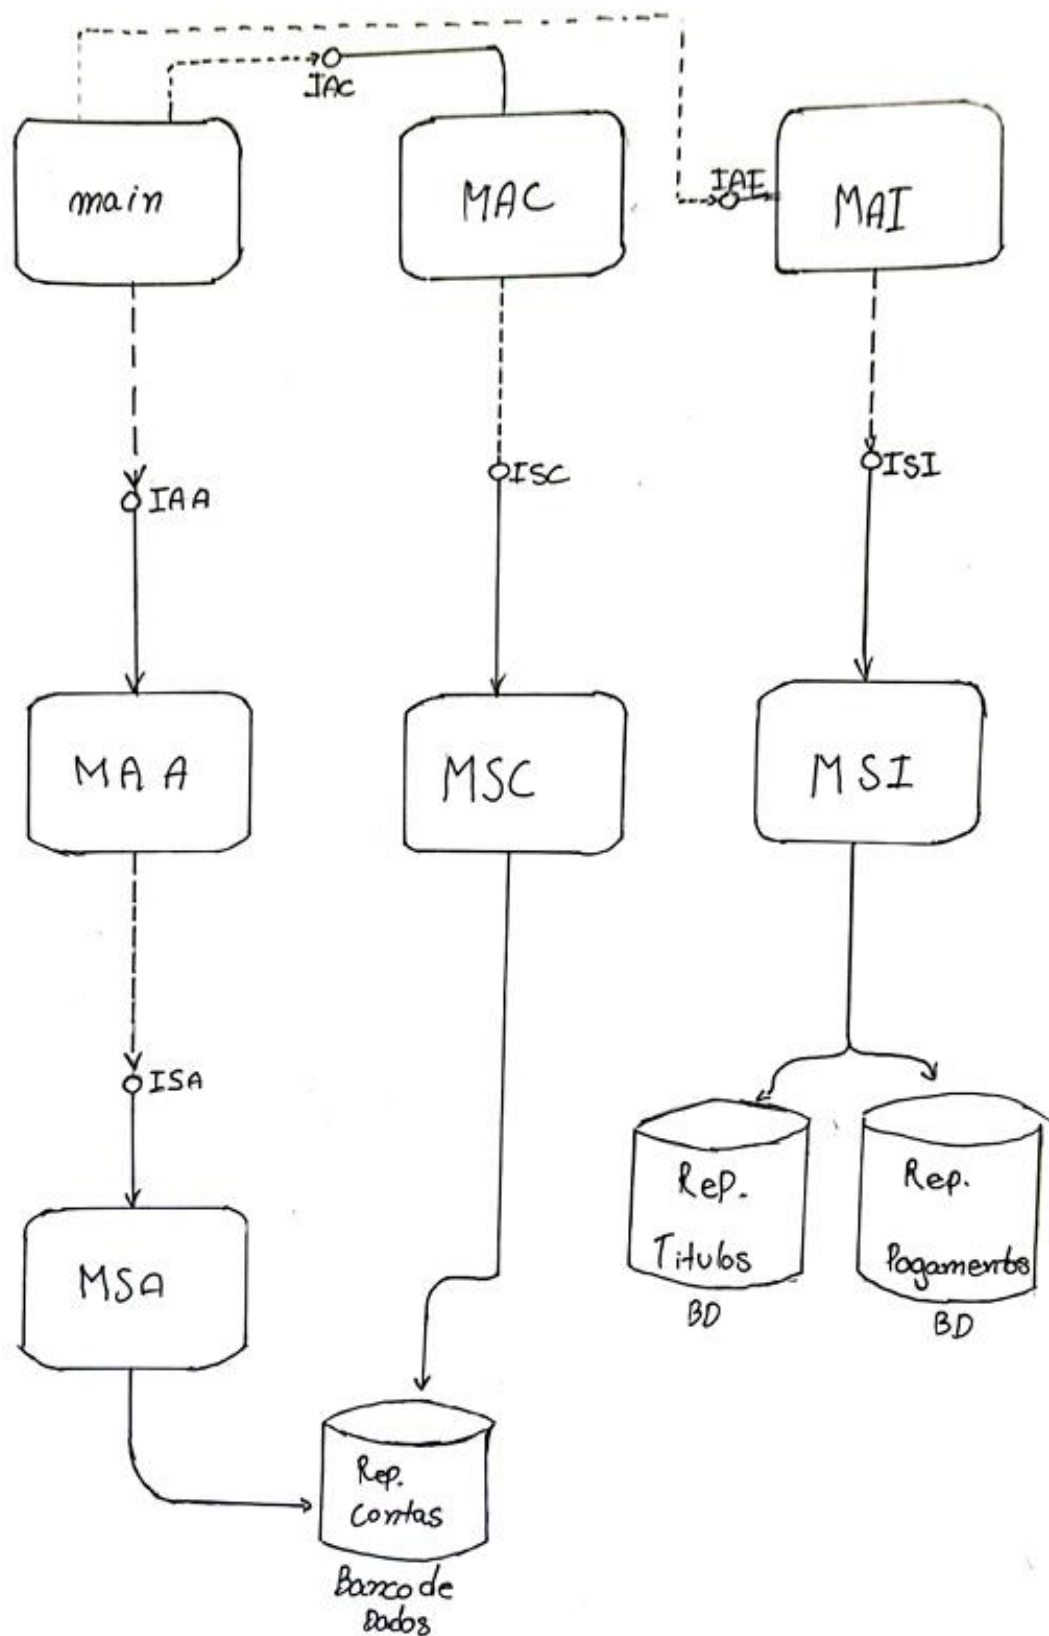 IAC
main
MAC
IAI
MAI
IAA
ISC
ISI
MAA
MSC
MSI
ISA
MSA
Rep.
Titulos
BD
Rep.
Pagamentos
BD
Rep.
Contas
Banco de
Dados